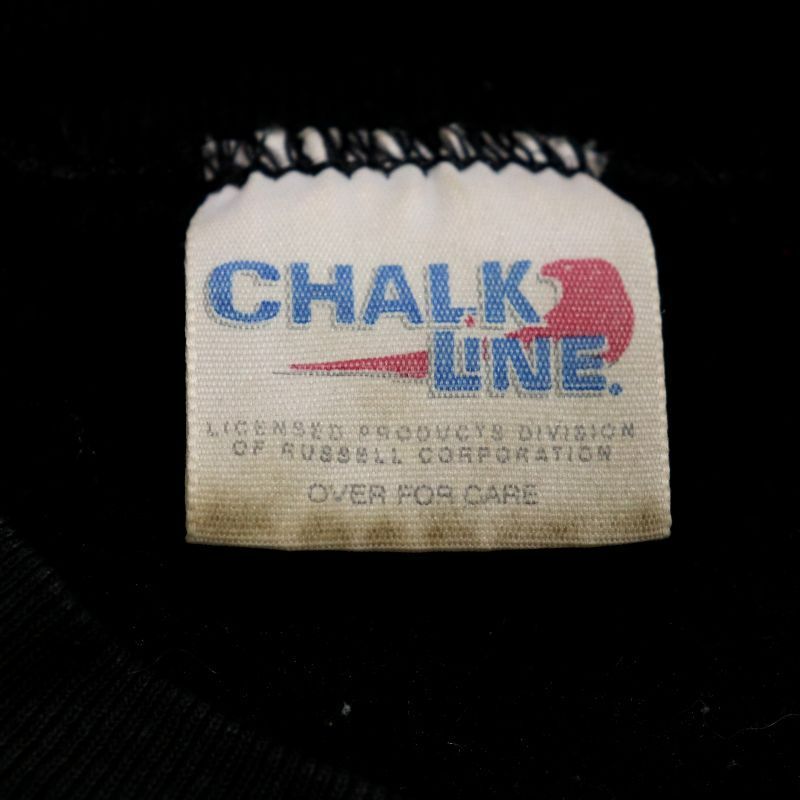 CHALK
LINE.
LICENSED PRODUCTS DIVISION
OF RUSSELL CORPORATION
OVER FOR CARE